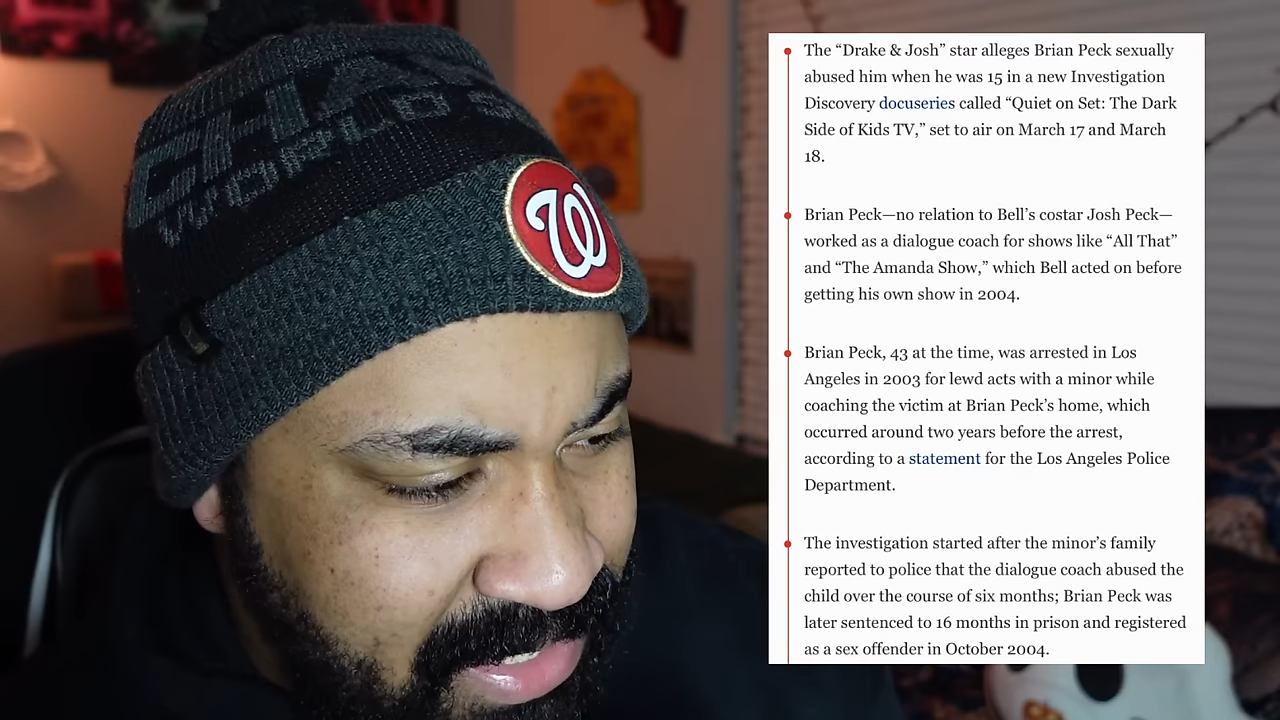 CHA
WORLD S
W
The “Drake & Josh” star alleges Brian Peck sexually
abused him when he was 15 in a new Investigation
Discovery docuseries called “Quiet on Set: The Dark
Side of Kids TV,” set to air on March 17 and March
18.
Brian Peck—no relation to Bell’s costar Josh Peck—
worked as a dialogue coach for shows like “All That”
and “The Amanda Show,” which Bell acted on before
getting his own show in 2004.
Brian Peck, 43 at the time, was arrested in Los
Angeles in 2003 for lewd acts with a minor while
coaching the victim at Brian Peck’s home, which
occurred around two years before the arrest,
according to a statement for the Los Angeles Police
Department.
The investigation started after the minor’s family
reported to police that the dialogue coach abused the
child over the course of six months; Brian Peck was
later sentenced to 16 months in prison and registered
as a sex offender in October 2004.